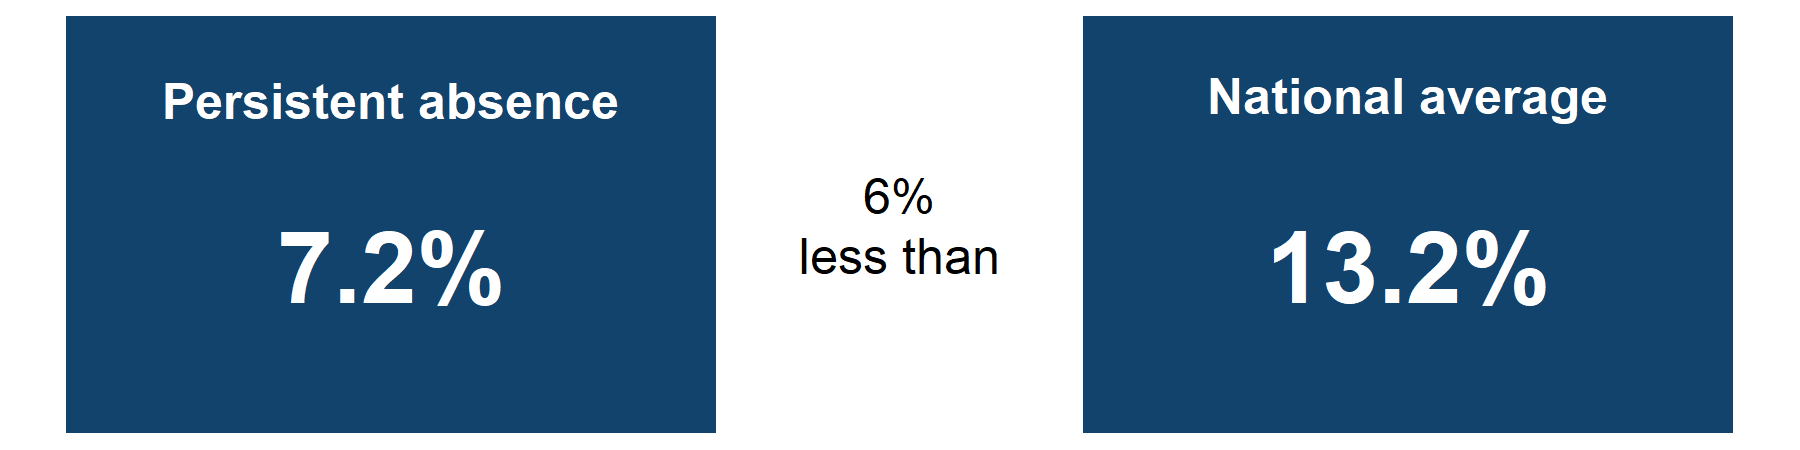 Persistent absence
7.2%
6%
less than
National average
13.2%